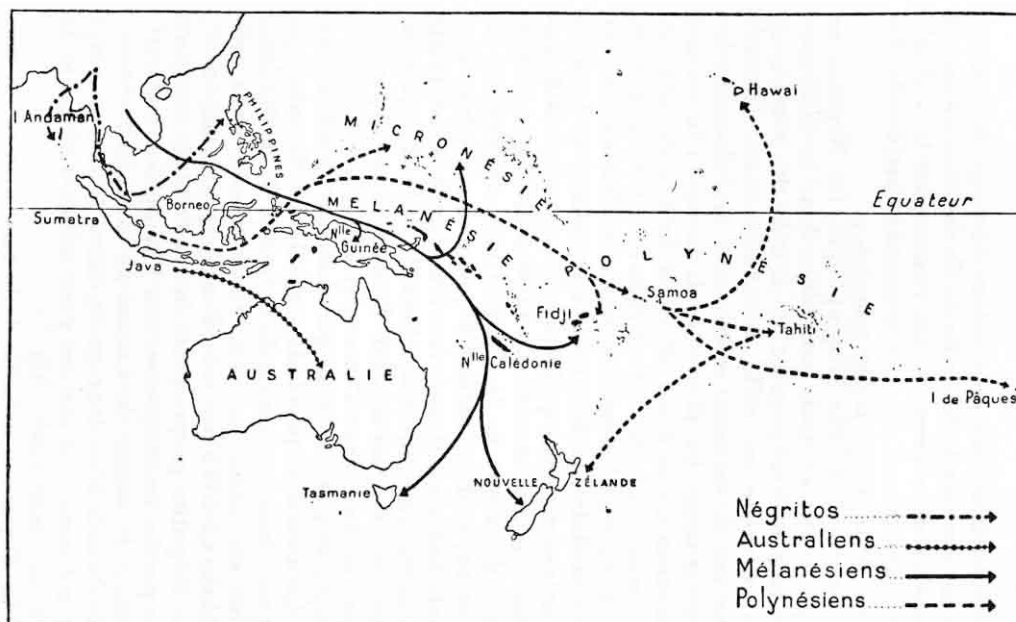 Hawai
I Andaman
PHILIPPINES
MICRONÉSIE
Equateur
Borneo
MELANÉSIE
Sumatra
Nlle
Guinée
POLYNÉSIE
Java
Samoa
Fidji
Tahiti
AUSTRALIE
Nlle Calédonie
I de Pâques
Tasmanie
NOUVELLE ZÉLANDE
Négritos
Australiens
Mélanésiens
Polynésiens